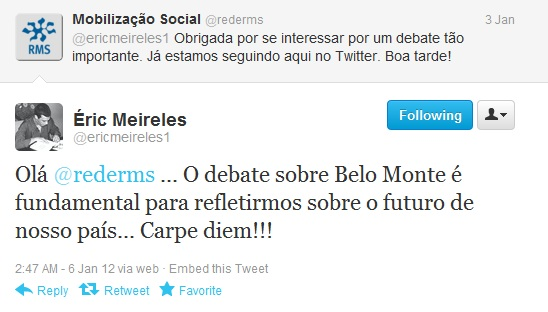 Mobilização Social @rederms 3 Jan
@ericmeireles1 Obrigada por se interessar por um debate tão
importante. Já estamos seguindo aqui no Twitter. Boa tarde!
RMS
Éric Meireles
@ericmeireles1
Following
Olá @rederms ... O debate sobre Belo Monte é
fundamental para refletirmos sobre o futuro de
nosso país... Carpe diem!!!
2:47 AM - 6 Jan 12 via web · Embed this Tweet
Reply Retweet Favorite